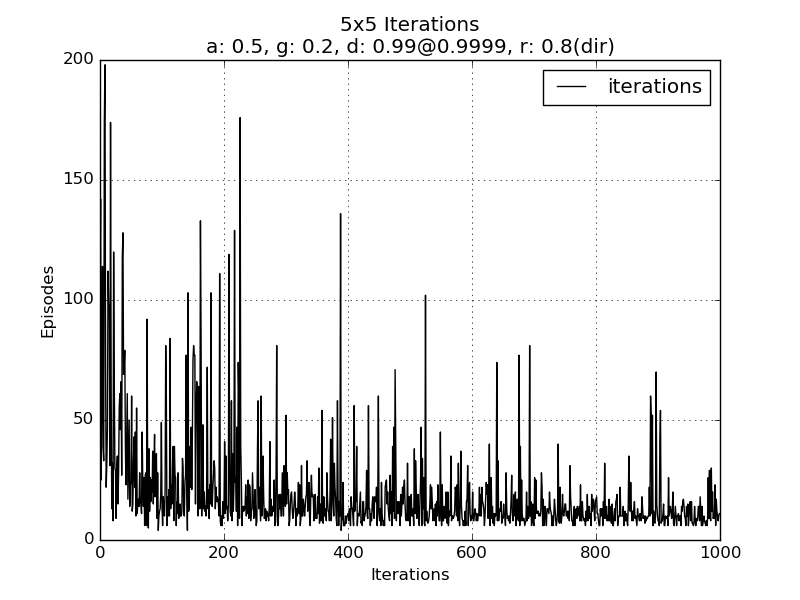 5x5 Iterations
a: 0.5, g: 0.2, d: 0.99@0.9999, r: 0.8(dir)
200
iterations
150
Episodes
100
50
0
0 200 400 600 800 1000
Iterations